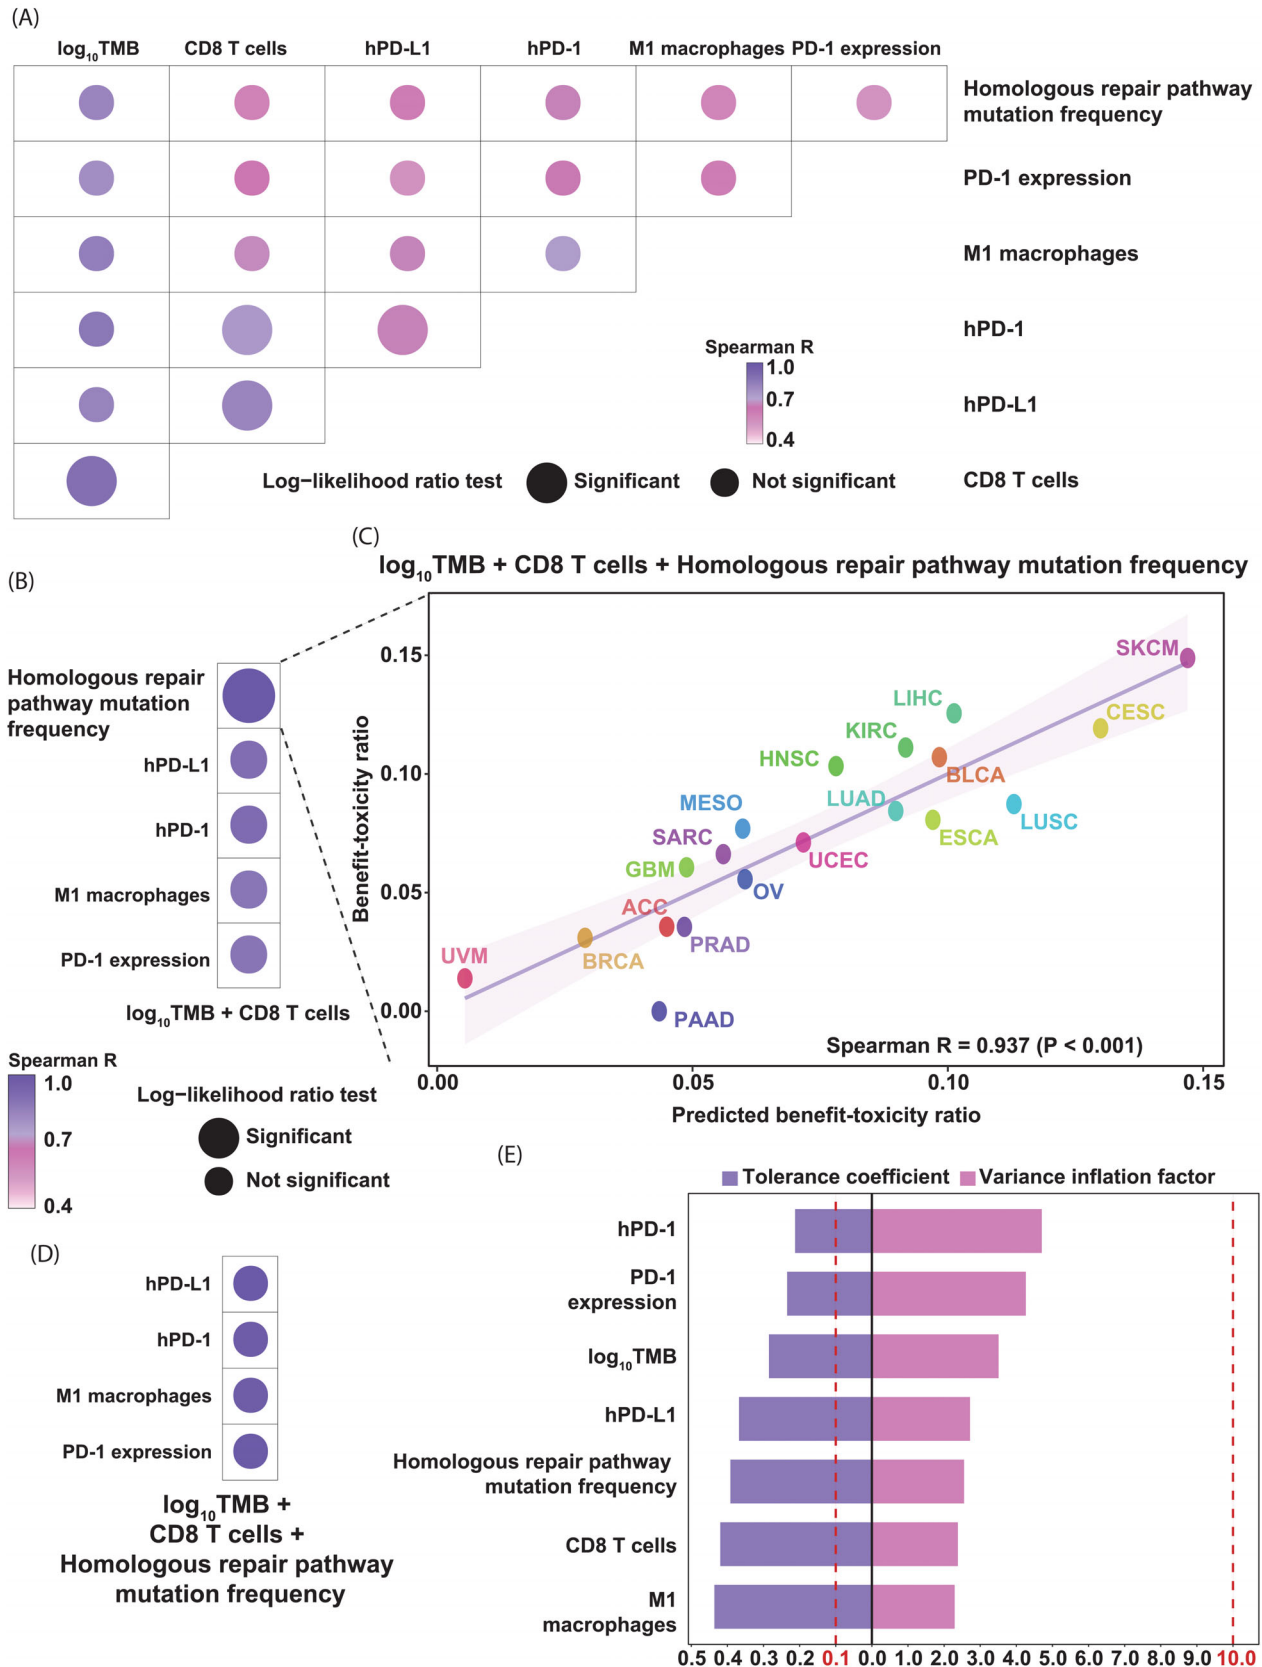 (A)
log10TMB CD8 T cells hPD-L1 hPD-1 M1 macrophages PD-1 expression
Homologous repair pathway
mutation frequency
PD-1 expression
M1 macrophages
hPD-1
hPD-L1
CD8 T cells
Spearman R
1.0
0.7
0.4
Log−likelihood ratio test Significant Not significant
(B)
Homologous repair
pathway mutation
frequency
hPD-L1
hPD-1
M1 macrophages
PD-1 expression
log10TMB + CD8 T cells
Spearman R
1.0
0.7
0.4
Log−likelihood ratio test
Significant
Not significant
(C)
log10TMB + CD8 T cells + Homologous repair pathway mutation frequency
Benefit-toxicity ratio
0.15
0.10
0.05
0.00
SKCM
CESC
LIHC
KIRC
HNSC
BLCA
LUAD
LUSC
ESCA
MESO
SARC
UCEC
GBM
OV
ACC
PRAD
BRCA
UVM
PAAD
Spearman R = 0.937 (P < 0.001)
0.00 0.05 0.10 0.15
Predicted benefit-toxicity ratio
(D)
hPD-L1
hPD-1
M1 macrophages
PD-1 expression
log10TMB +
CD8 T cells +
Homologous repair pathway
mutation frequency
(E)
Tolerance coefficient Variance inflation factor
hPD-1
PD-1
expression
log10TMB
hPD-L1
Homologous repair pathway
mutation frequency
CD8 T cells
M1
macrophages
0.5 0.4 0.3 0.2 0.1 0.0 1.0 2.0 3.0 4.0 5.0 6.0 7.0 8.0 9.0 10.0